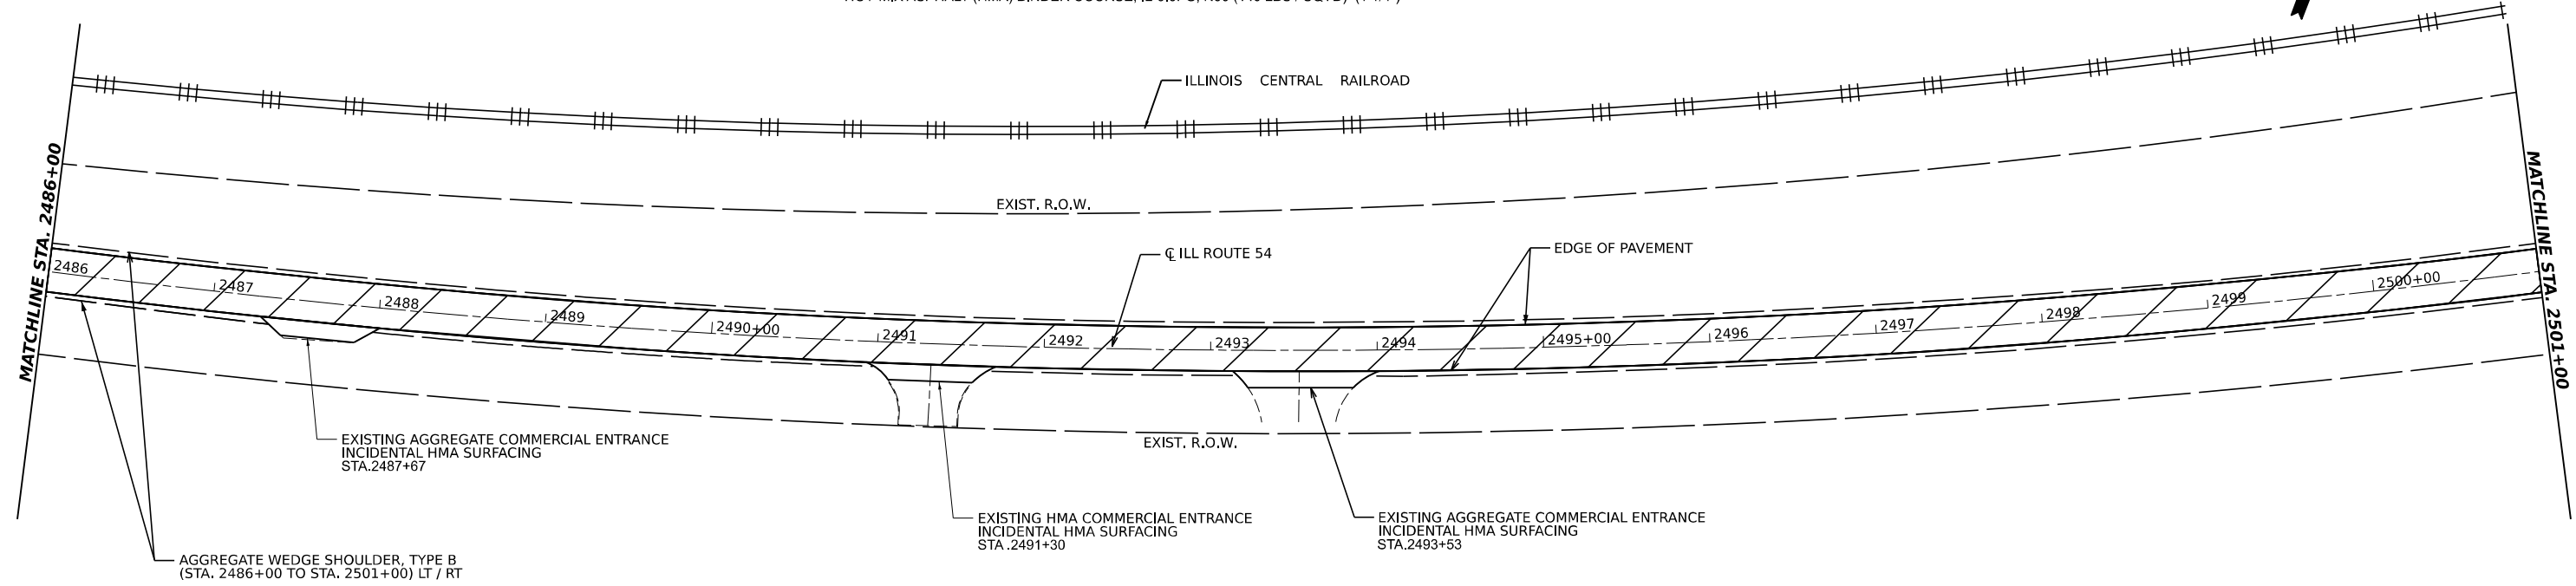 ILLINOIS CENTRAL RAILROAD
MATCHLINE STA. 2486+00
MATCHLINE STA. 2501+00
EXIST. R.O.W.
℄ ILL ROUTE 54
EDGE OF PAVEMENT
2486
2487
2488
2489
2490+00
2491
2492
2493
2494
2495+00
2496
2497
2498
2499
2500+00
EXIST. R.O.W.
EXISTING AGGREGATE COMMERCIAL ENTRANCE
INCIDENTAL HMA SURFACING
STA.2487+67
EXISTING HMA COMMERCIAL ENTRANCE
INCIDENTAL HMA SURFACING
STA.2491+30
EXISTING AGGREGATE COMMERCIAL ENTRANCE
INCIDENTAL HMA SURFACING
STA.2493+53
AGGREGATE WEDGE SHOULDER, TYPE B
(STA. 2486+00 TO STA. 2501+00) LT / RT